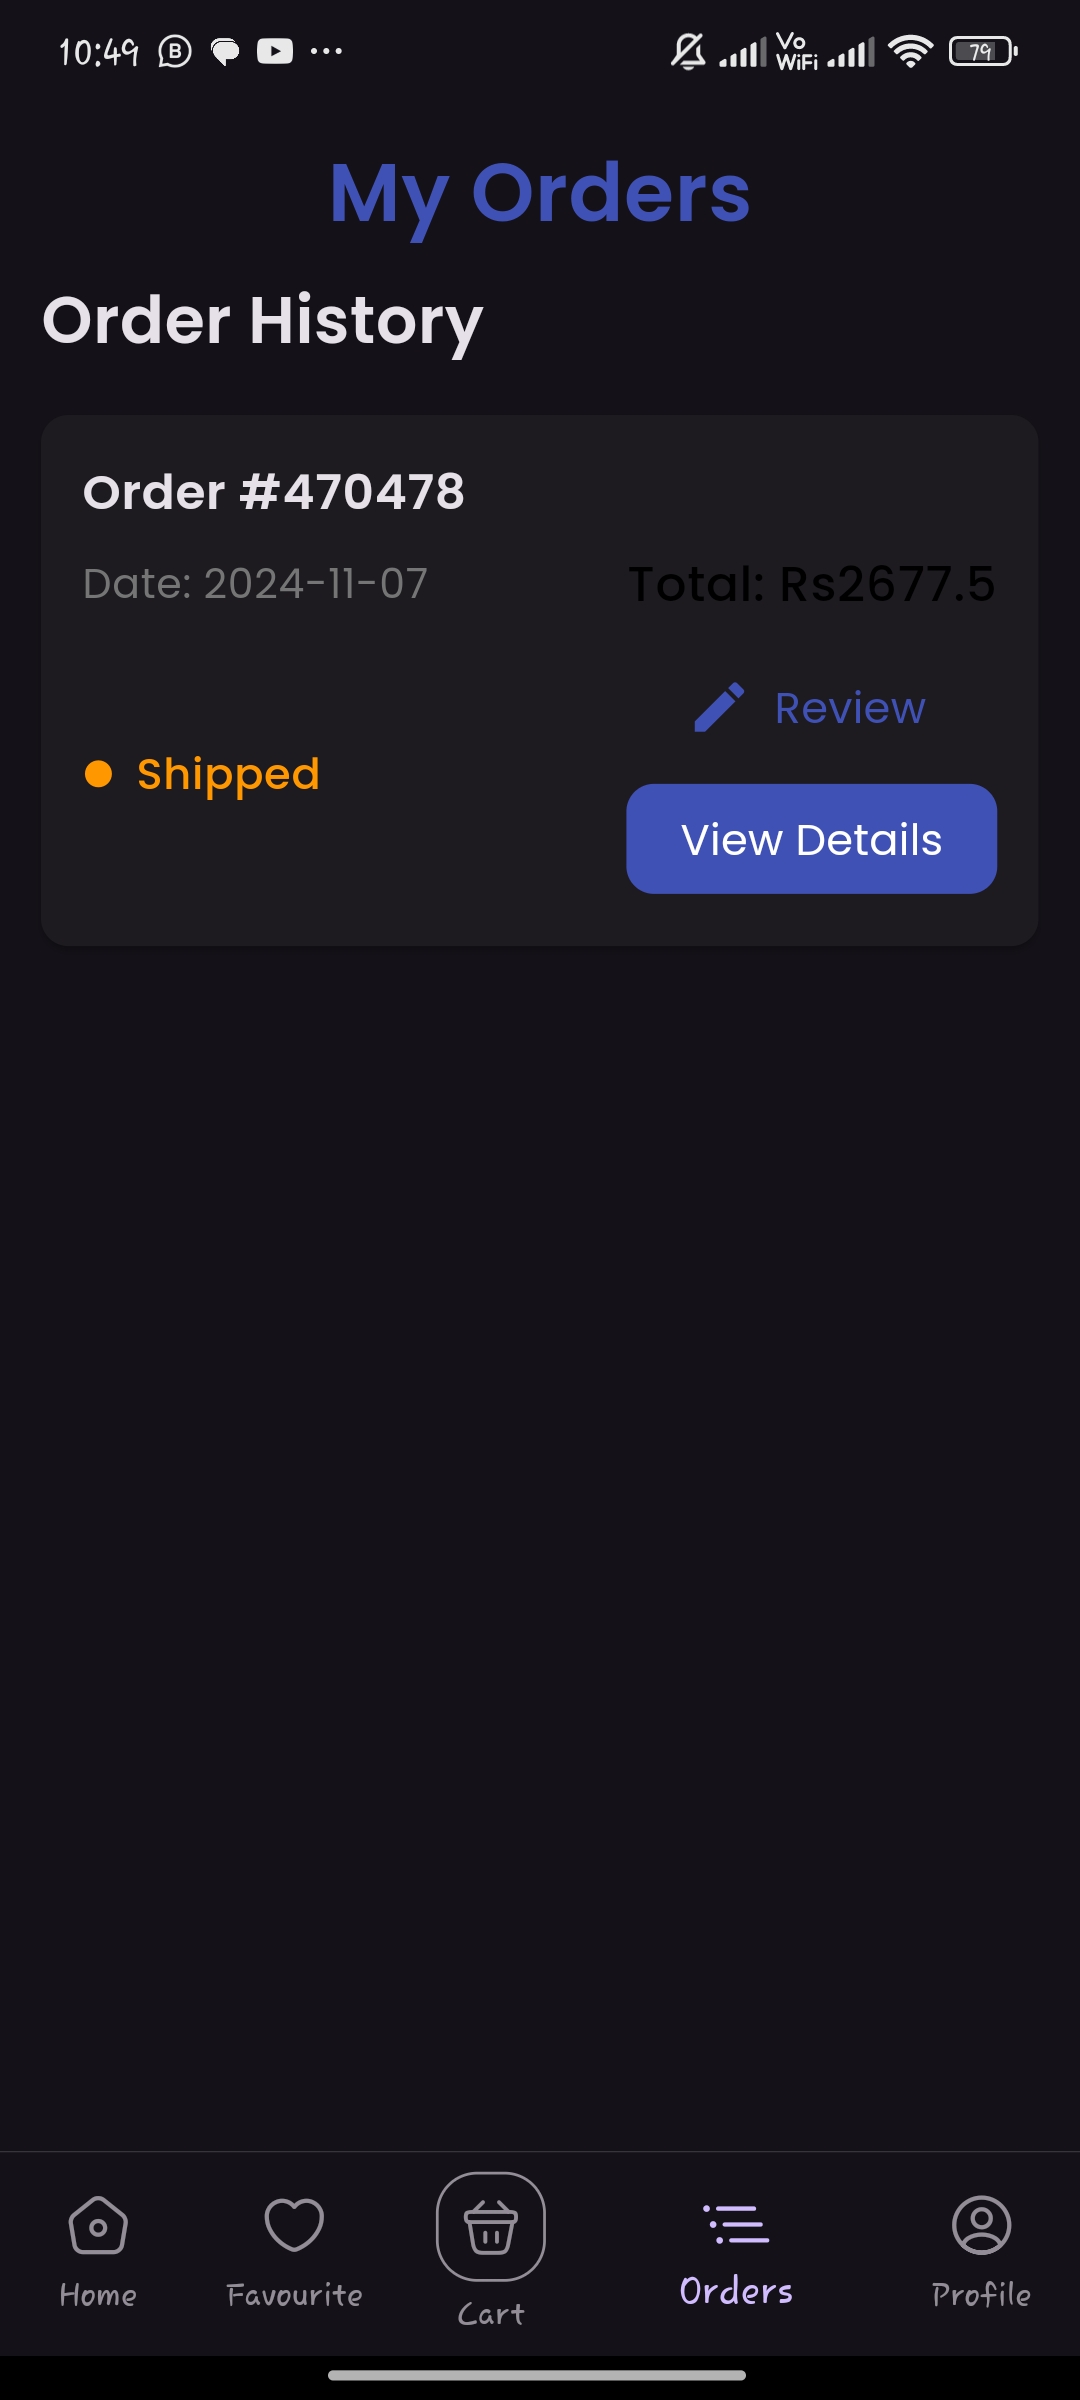 10:49
Vo
WiFi
79
My Orders
Order History
Order #470478
Date: 2024-11-07
Total: Rs2677.5
Review
Shipped
View Details
Home
Favourite
Cart
Orders
Profile